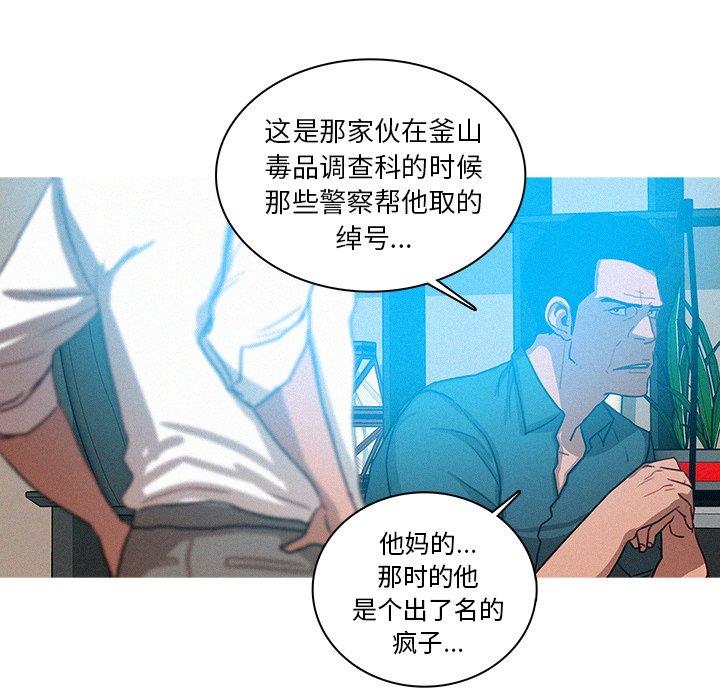 这是那家伙在釜山
毒品调查科的时候
那些警察帮他取的
绰号...
他妈的...
那时的他
是个出了名的
疯子...